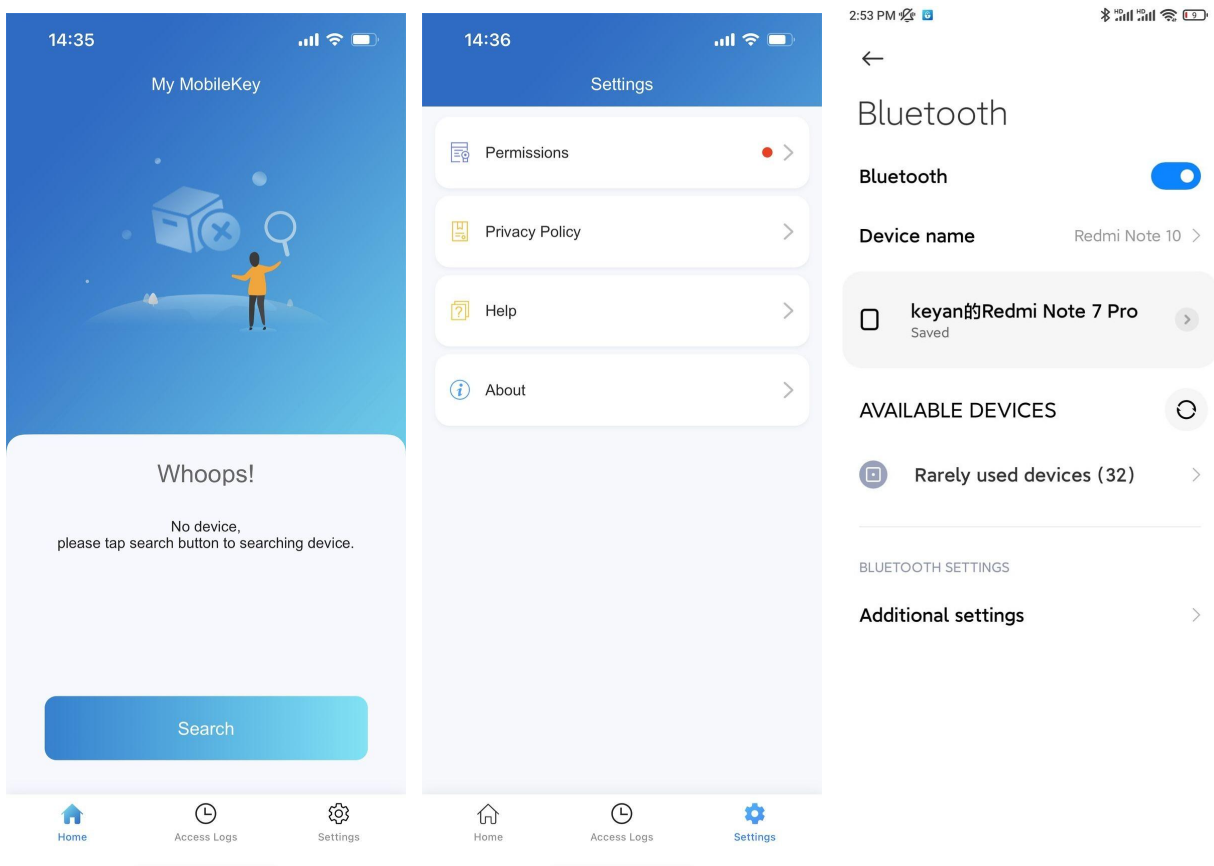 14:35
My MobileKey
Whoops!
No device,
please tap search button to searching device.
Search
Home Access Logs Settings
14:36
Settings
Permissions
Privacy Policy
Help
About
Home Access Logs Settings
2:53 PM HD HD 9
Bluetooth
Bluetooth
Device name Redmi Note 10
keyan的Redmi Note 7 Pro
Saved
AVAILABLE DEVICES
Rarely used devices (32)
BLUETOOTH SETTINGS
Additional settings